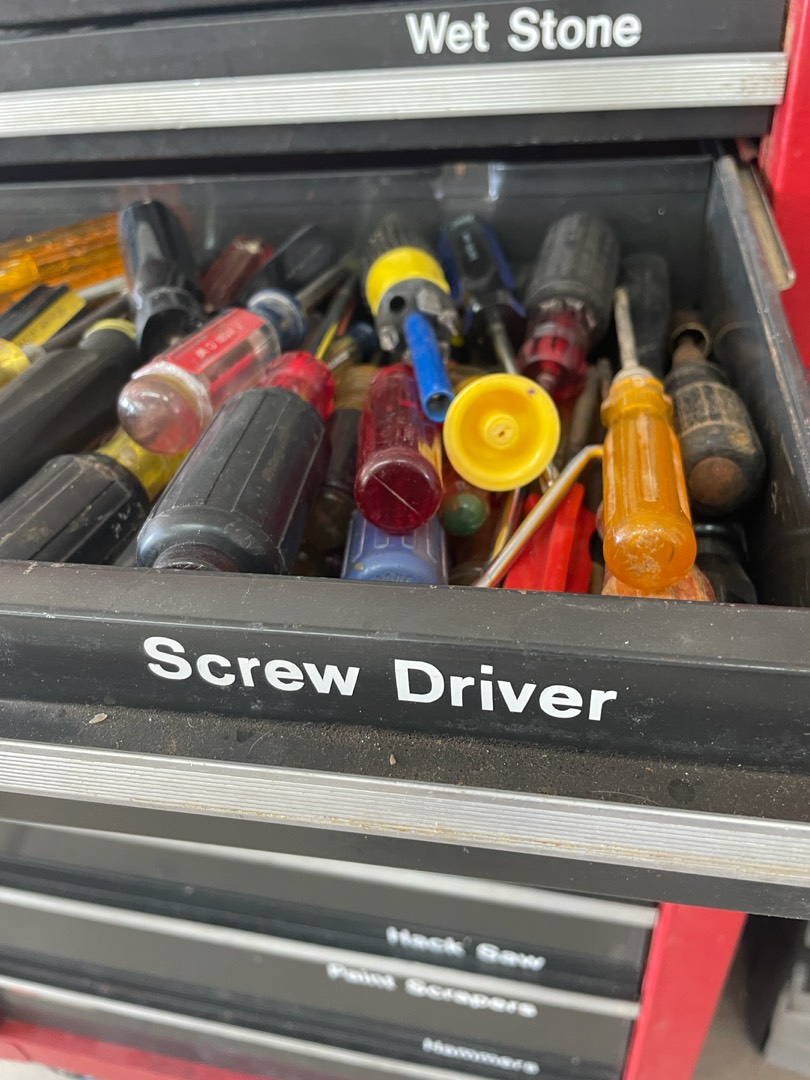 Wet Stone
Screw Driver
Hack Saw
Paint Scrapers
Hammers